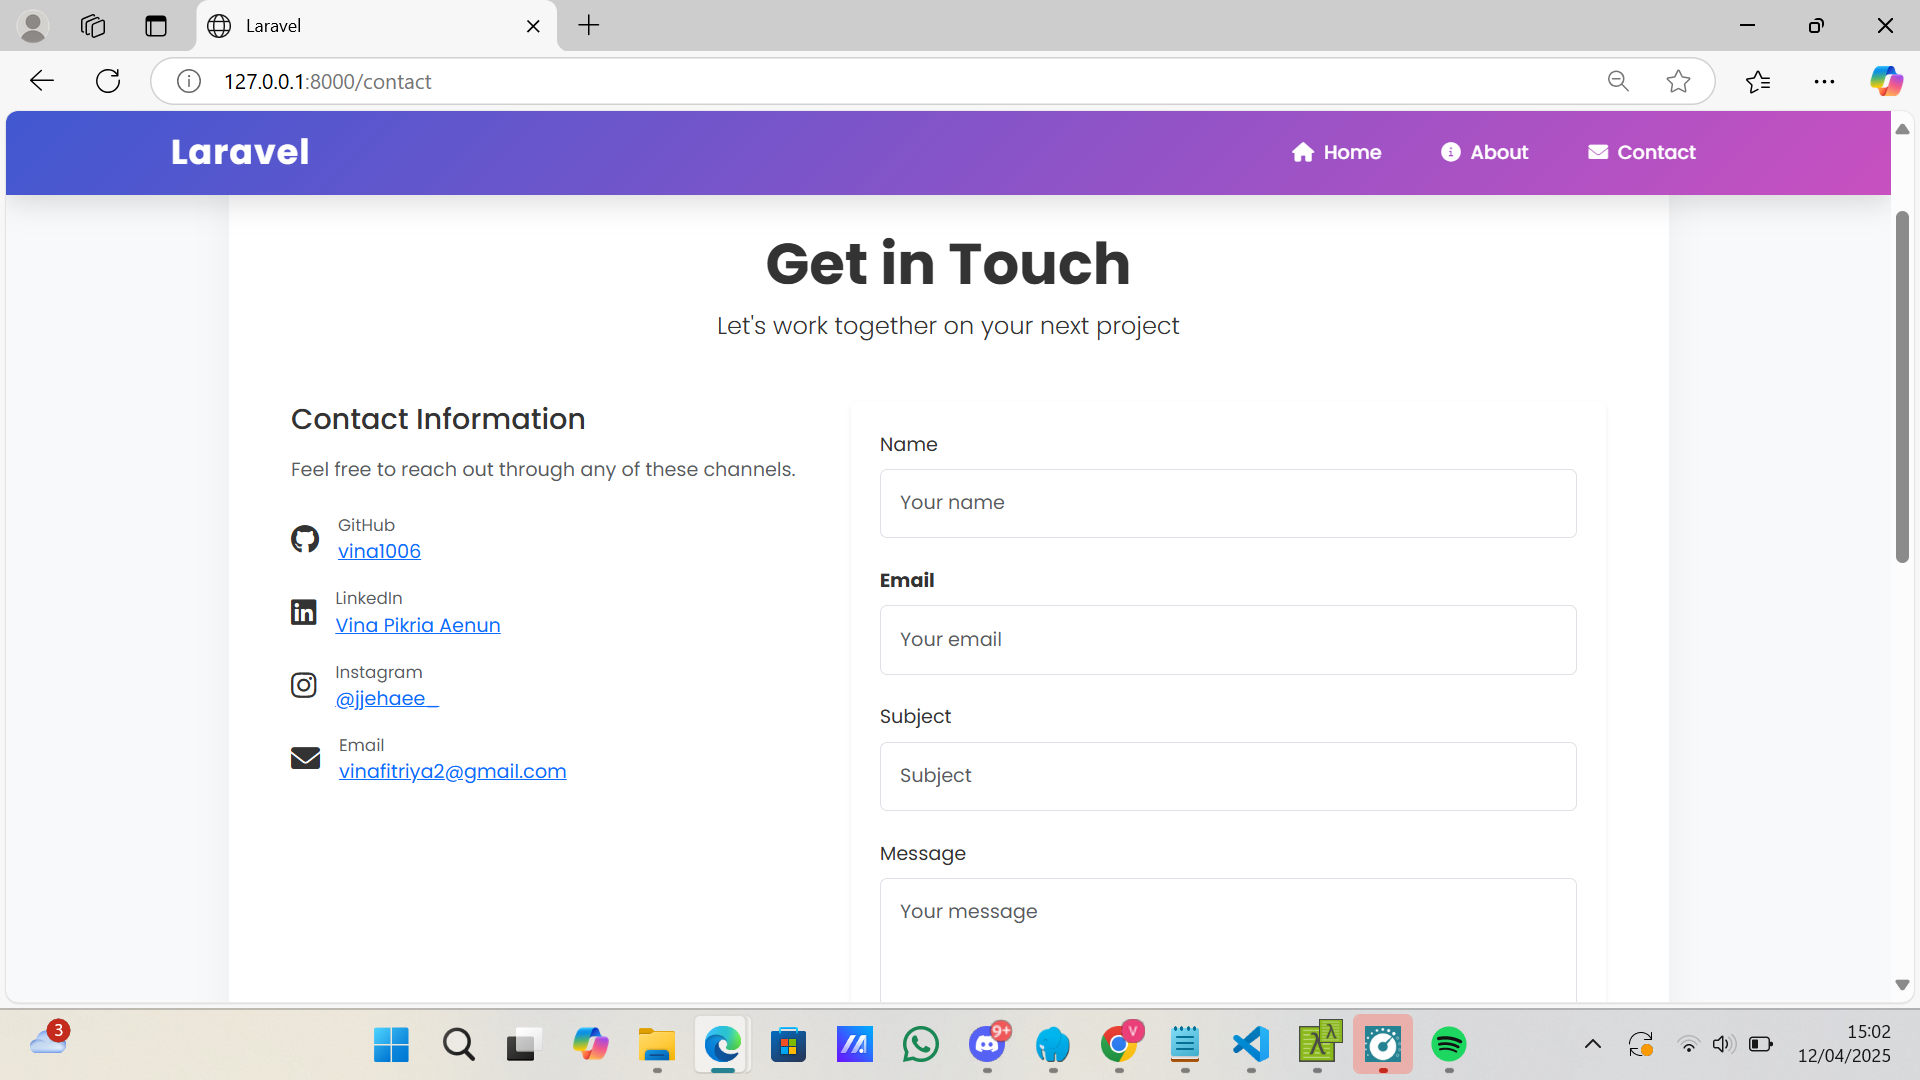 Laravel
127.0.0.1:8000/contact
Laravel
Home
About
Contact
Get in Touch
Let's work together on your next project
Contact Information
Feel free to reach out through any of these channels.
GitHub
vina1006
LinkedIn
Vina Pikria Aenun
Instagram
@jjehaee_
Email
vinafitriya2@gmail.com
Name
Your name
Email
Your email
Subject
Subject
Message
Your message
3
9+
V
15:02
12/04/2025